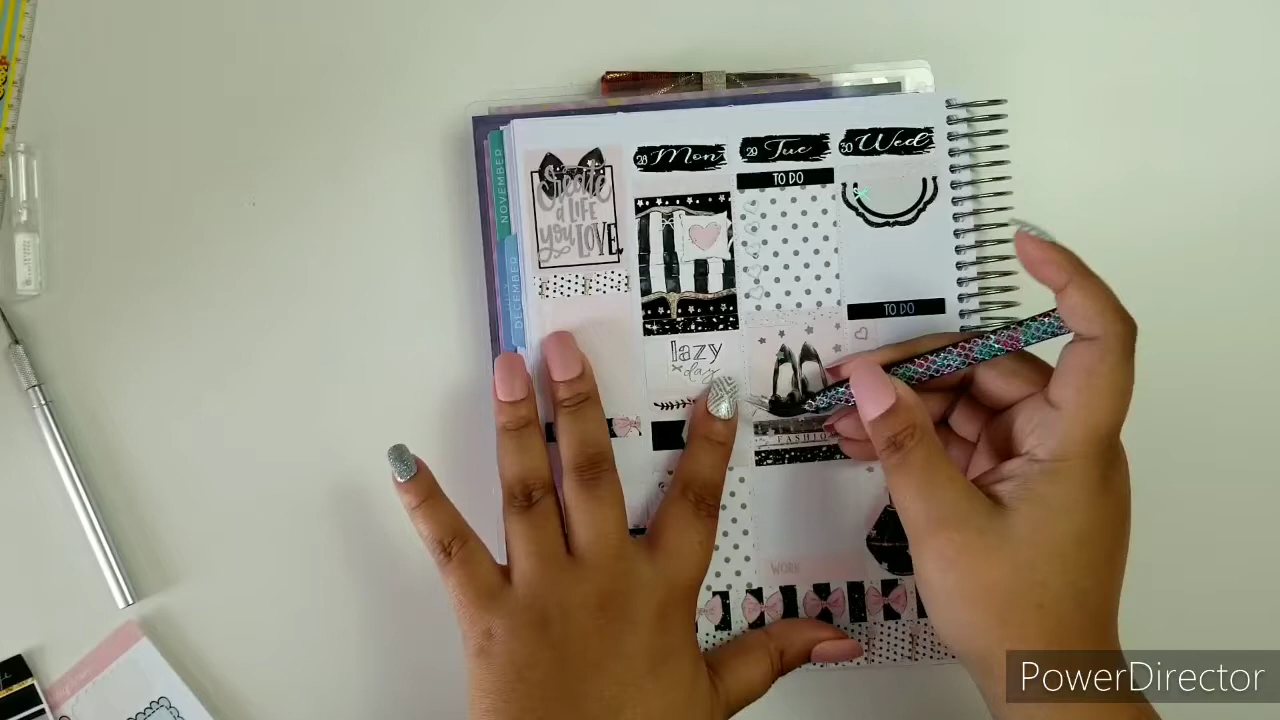 NOVEMBER
DECEMBER
Create
a LIFE
you LOVE
28 Mon
29 Tue
30 Wed
TO DO
TO DO
lazy
day
FASHIO
WORK
PowerDirector